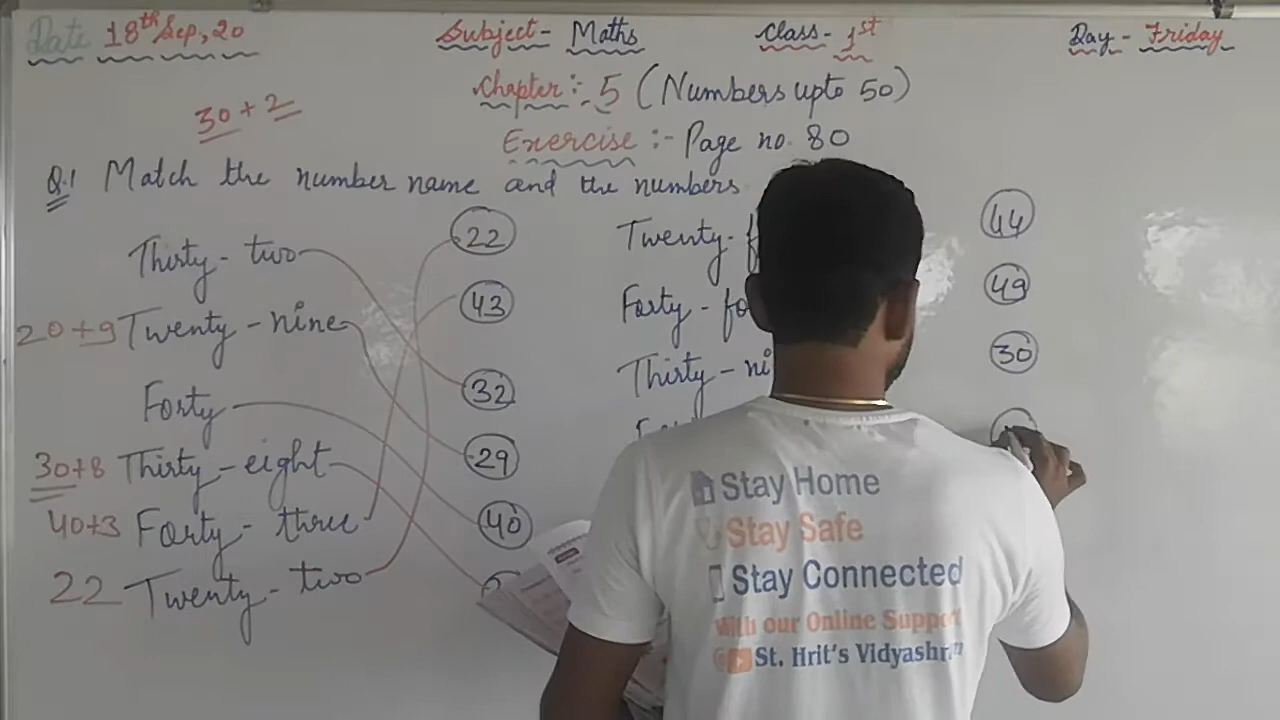 Date 18th Sep, 20 Subject- Maths Class- 1st Day- Friday
Chapter:- 5 (Numbers upto 50)
30+2
Exercise:- Page no. 80
Q.1 Match the number name and the numbers
Thirty-two 22 Twenty- 44
20+9 Twenty-nine 43 Forty- 49
Forty 32 Thirty- 30
30+8 Thirty-eight 29
40+3 Forty-three 40
22 Twenty-two
Stay Home
Stay Safe
Stay Connected
With our Online Support
St. Hrit's